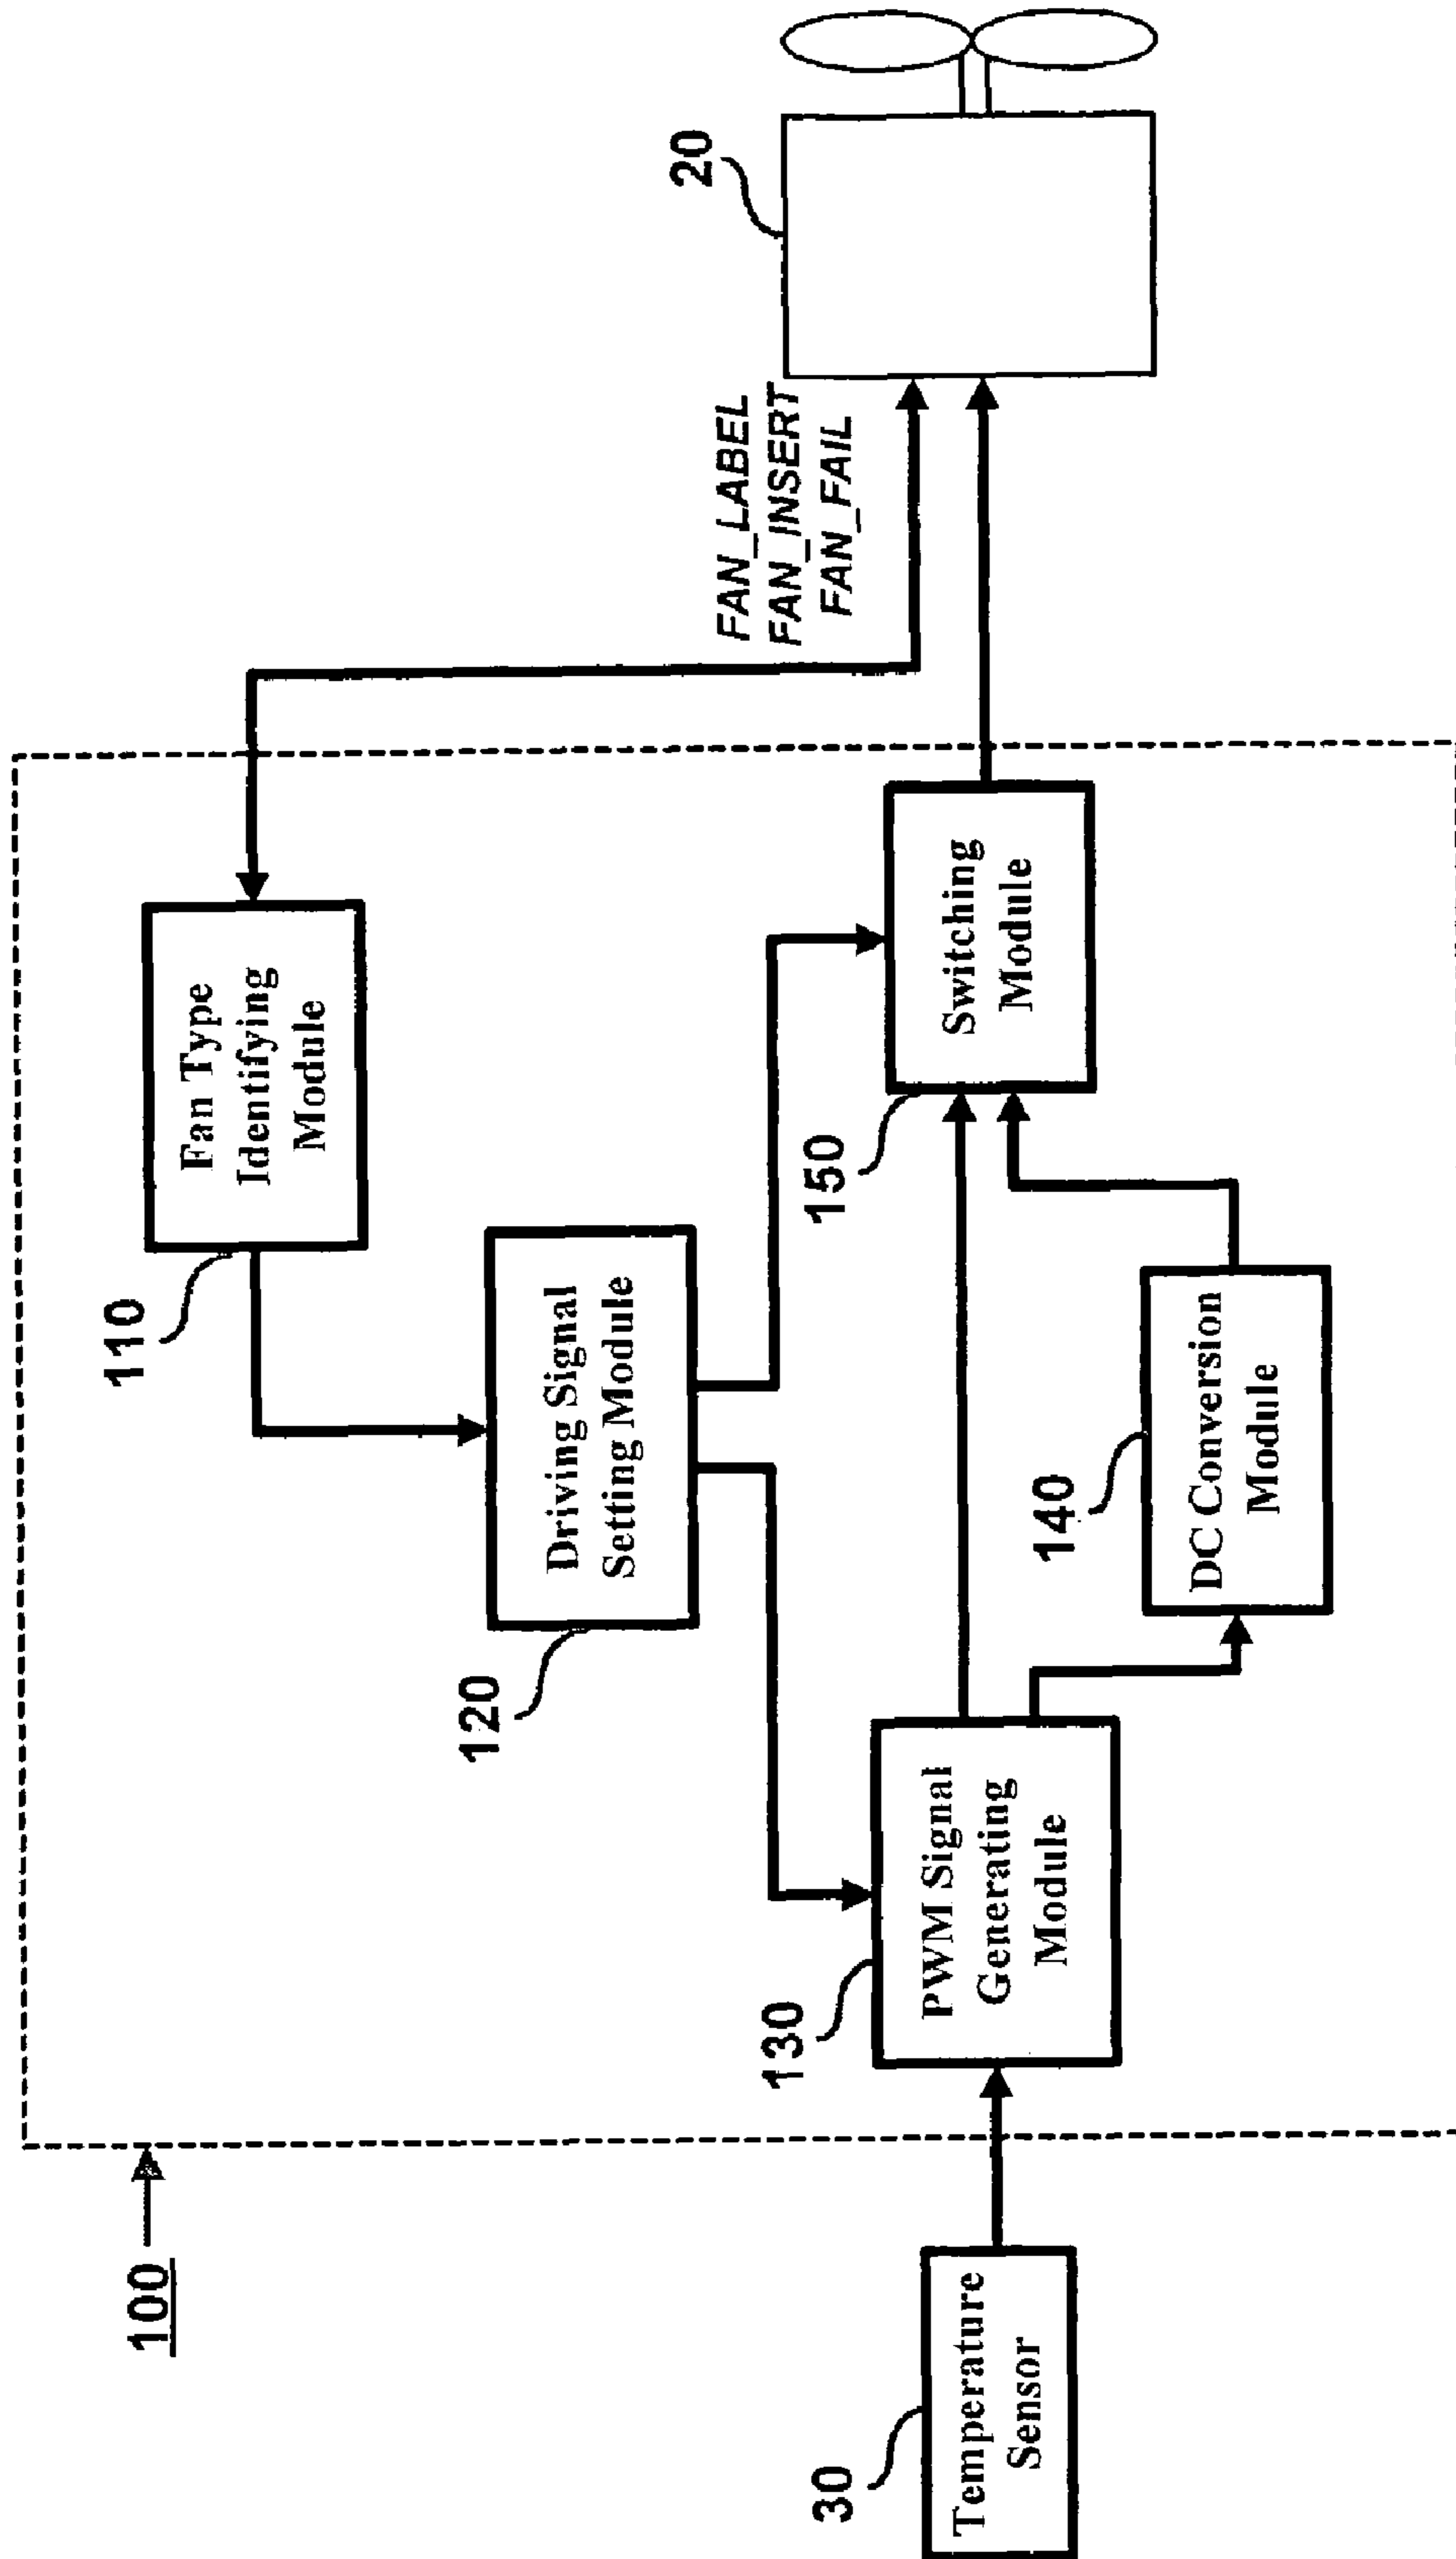 100
110
Fan Type
Identifying
Module
120
Driving Signal
Setting Module
FAN_LABEL
FAN_INSERT
FAN_FAIL
20
30
Temperature
Sensor
130
PWM Signal
Generating
Module
140
DC Conversion
Module
150
Switching
Module